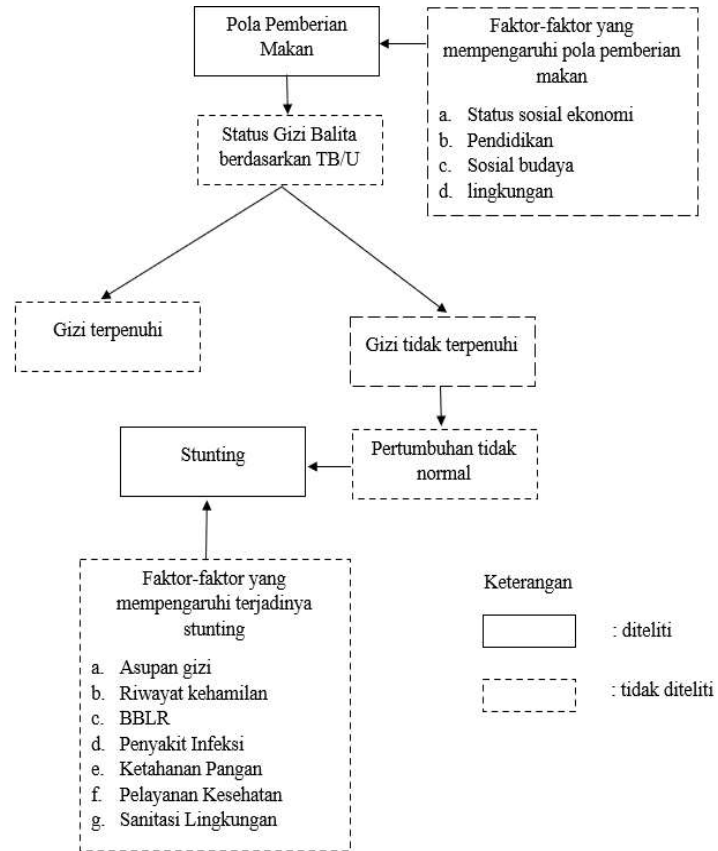 Pola Pemberian
Makan
Faktor-faktor yang
mempengaruhi pola pemberian
makan
a. Status sosial ekonomi
b. Pendidikan
c. Sosial budaya
d. lingkungan
Status Gizi Balita
berdasarkan TB/U
Gizi terpenuhi
Gizi tidak terpenuhi
Stunting
Pertumbuhan tidak
normal
Faktor-faktor yang
mempengaruhi terjadinya
stunting
a. Asupan gizi
b. Riwayat kehamilan
c. BBLR
d. Penyakit Infeksi
e. Ketahanan Pangan
f. Pelayanan Kesehatan
g. Sanitasi Lingkungan
Keterangan
: diteliti
: tidak diteliti